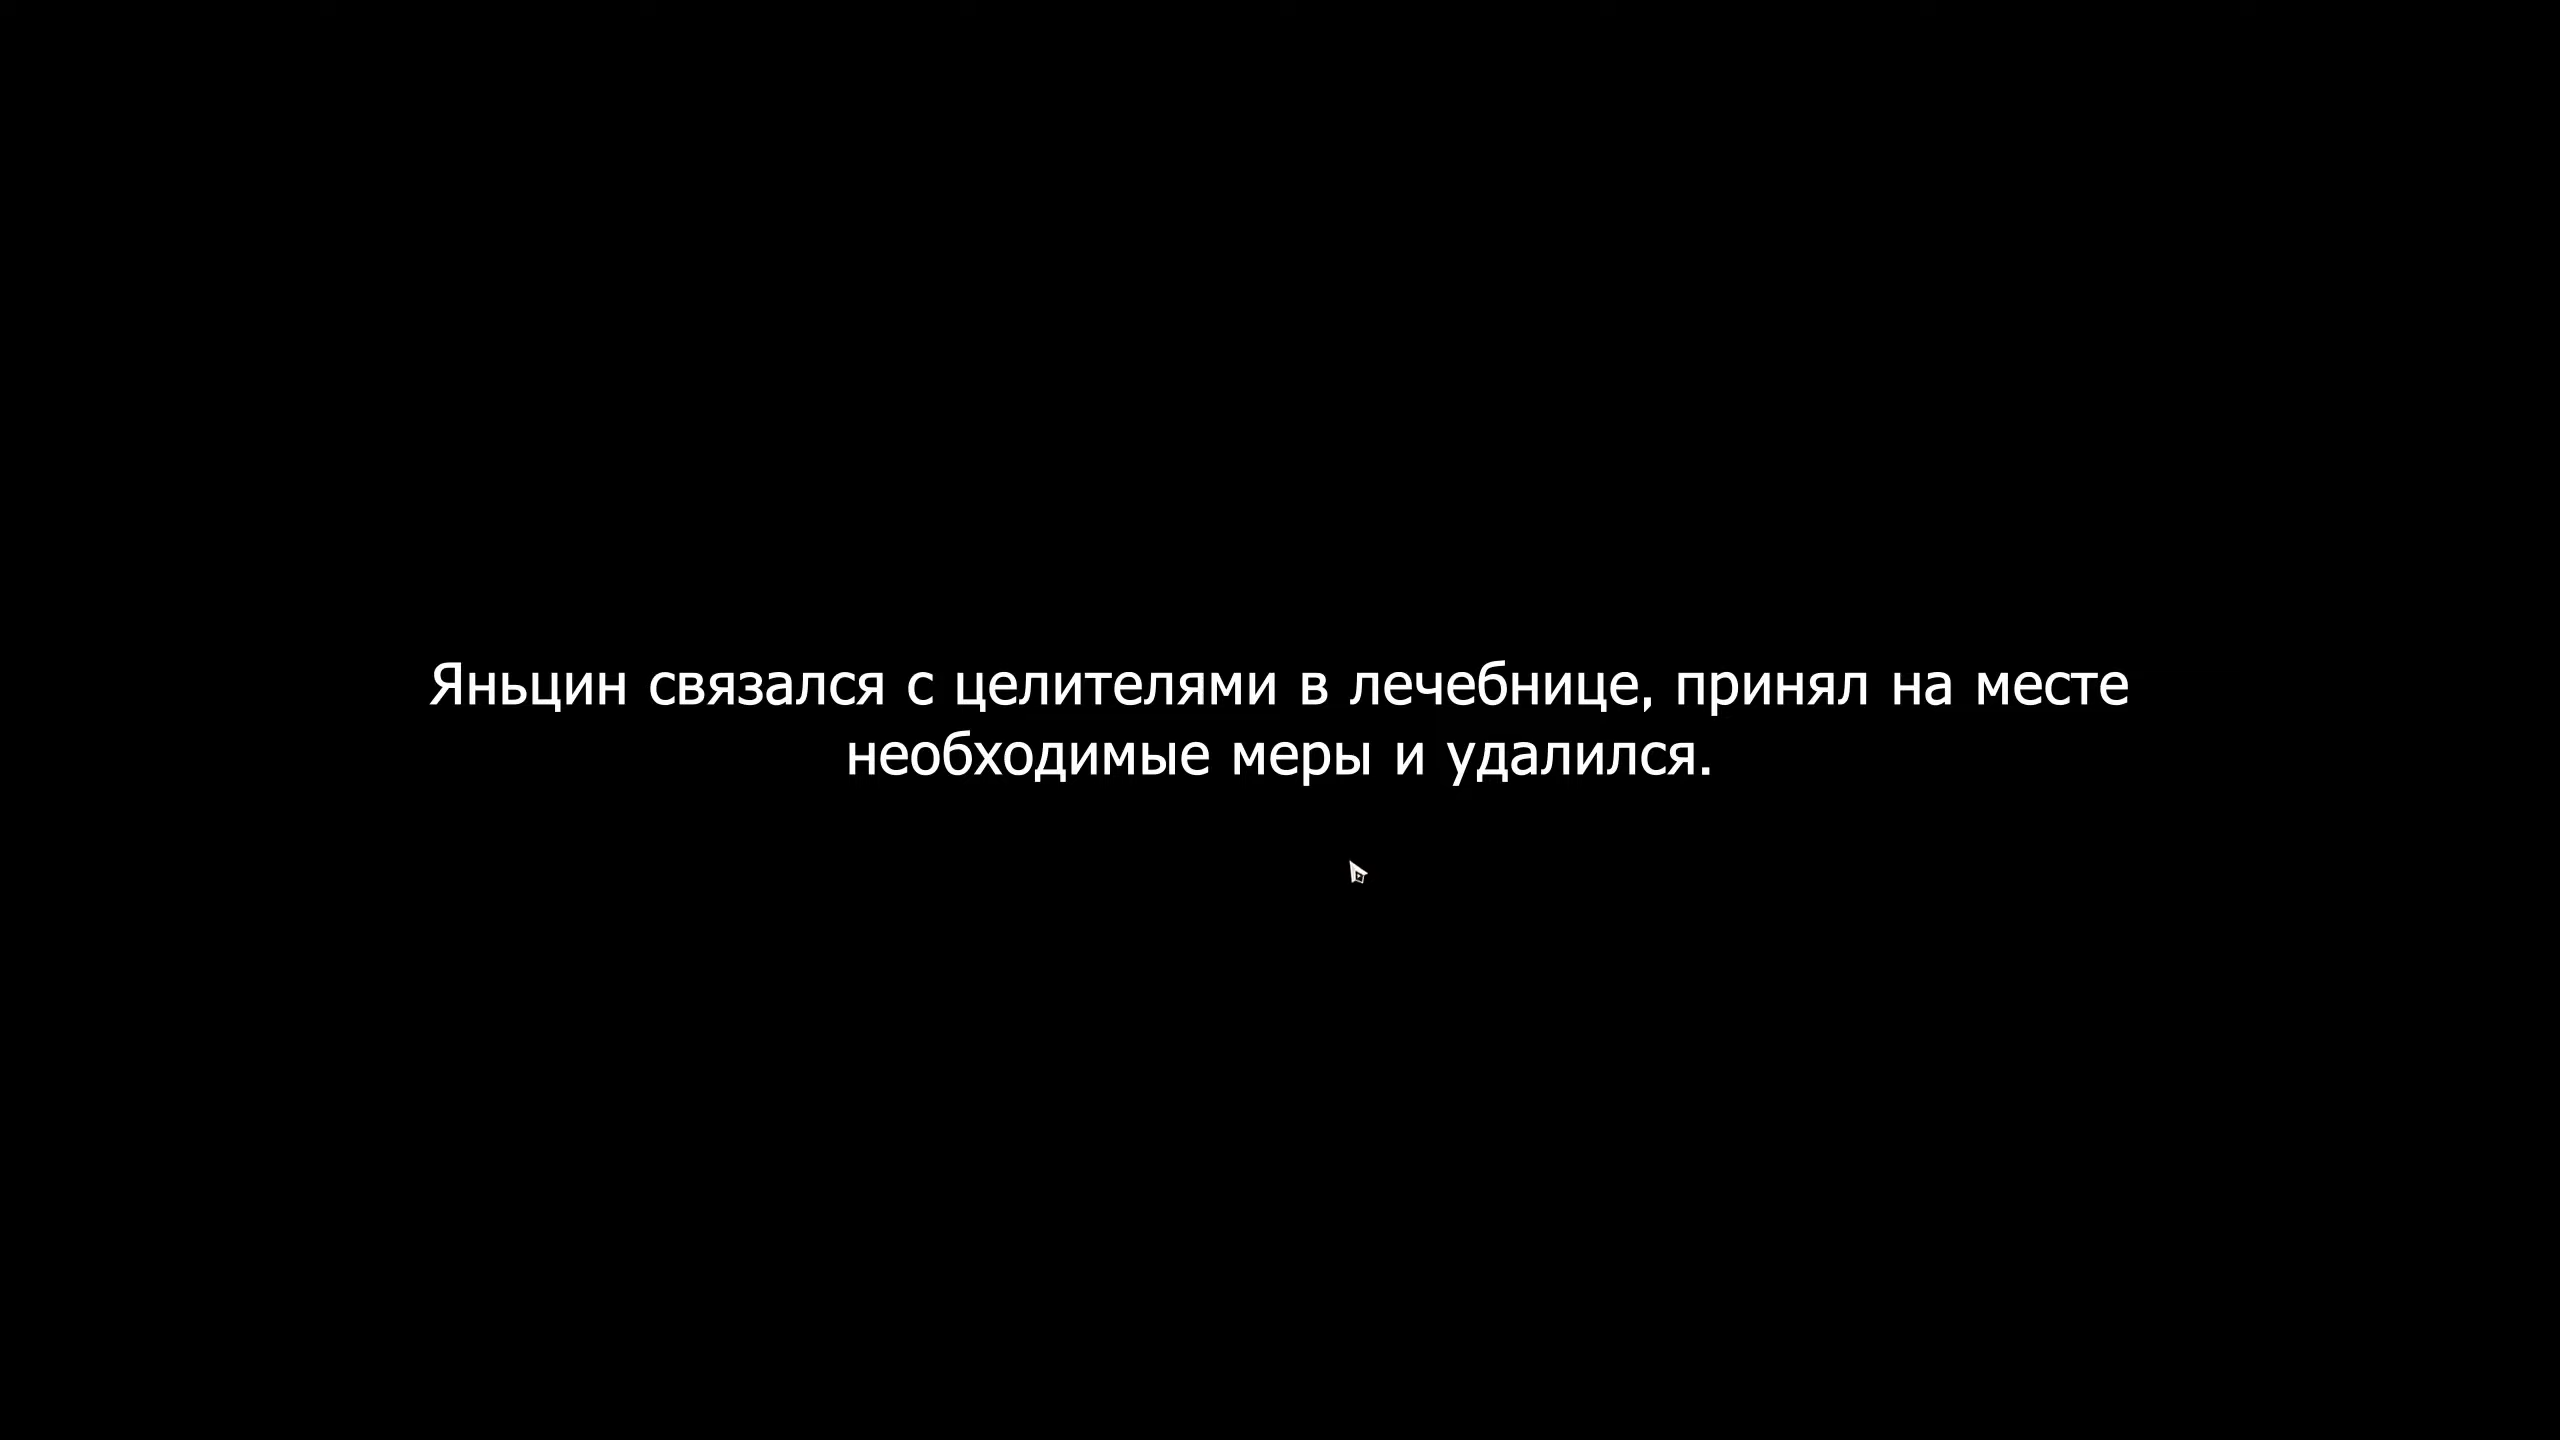 Яньцин связался с целителями в лечебнице, принял на месте
необходимые меры и удалился.